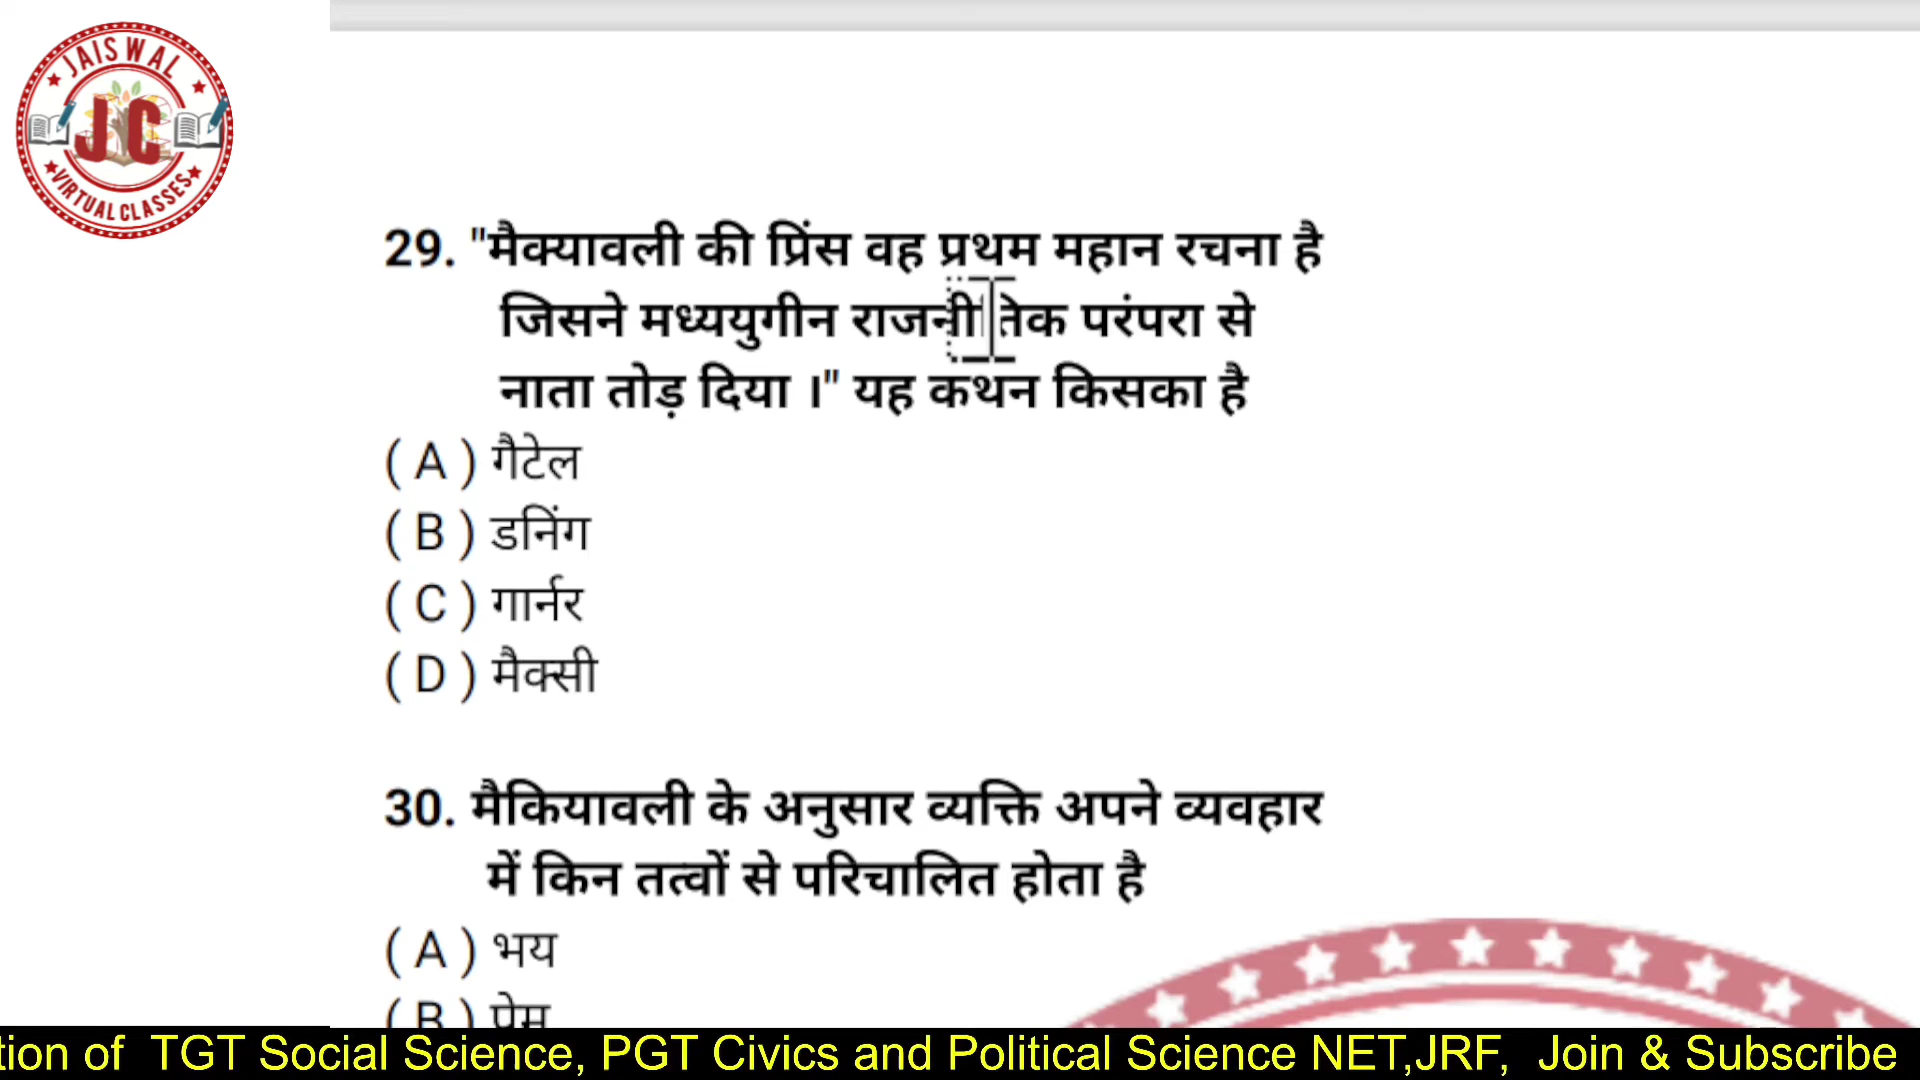 JAISWAL
JC
VIRTUAL CLASSES
29. "मैक्यावली की प्रिंस वह प्रथम महान रचना है
जिसने मध्ययुगीन राजनीतिक परंपरा से
नाता तोड़ दिया ।" यह कथन किसका है
( A ) गैटेल
( B ) डनिंग
( C ) गार्नर
( D ) मैक्सी
30. मैकियावली के अनुसार व्यक्ति अपने व्यवहार
में किन तत्वों से परिचालित होता है
( A ) भय
( B ) प्रेम
tion of TGT Social Science, PGT Civics and Political Science NET,JRF, Join & Subscribe